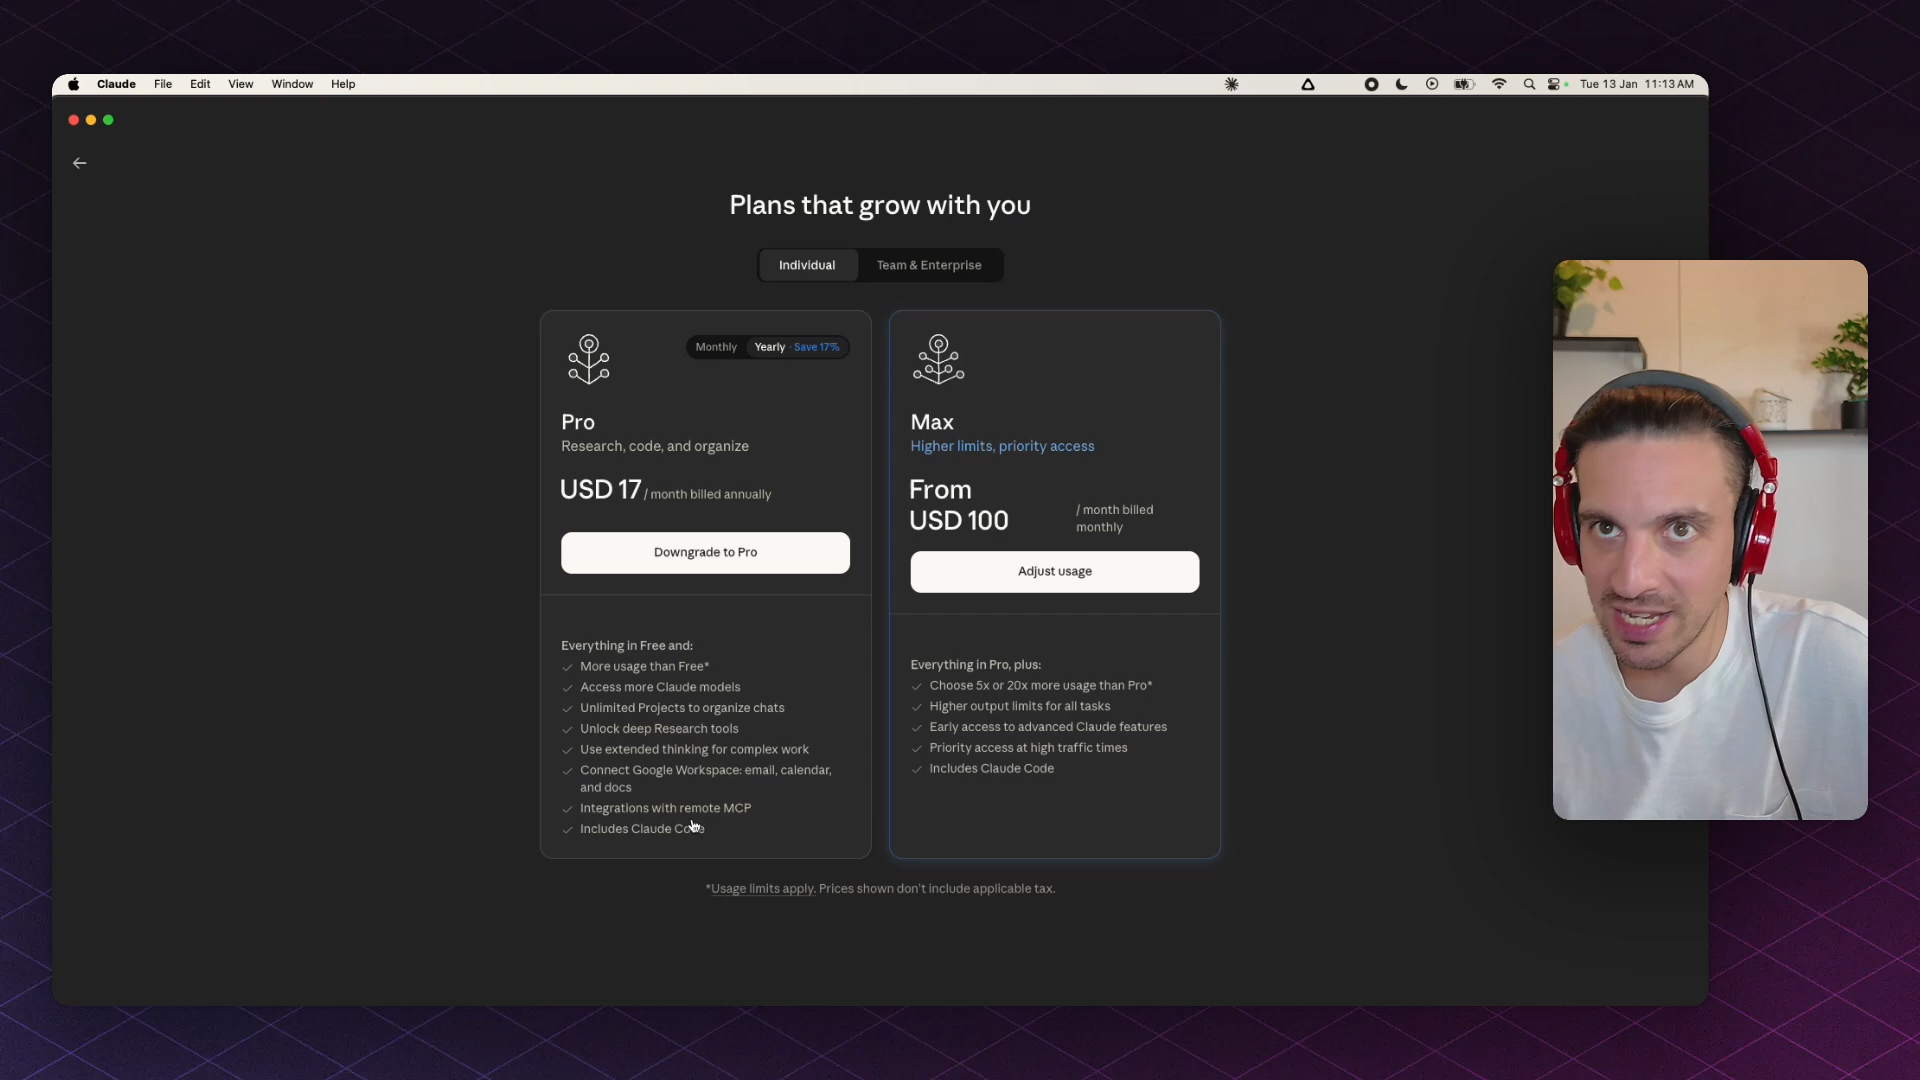 Claude File Edit View Window Help Tue 13 Jan 11:13 AM
Plans that grow with you
Individual Team & Enterprise
Monthly Yearly · Save 17%
Pro
Research, code, and organize
USD 17 / month billed annually
Downgrade to Pro
Everything in Free and:
More usage than Free*
Access more Claude models
Unlimited Projects to organize chats
Unlock deep Research tools
Use extended thinking for complex work
Connect Google Workspace: email, calendar,
and docs
Integrations with remote MCP
Includes Claude Code
Max
Higher limits, priority access
From
USD 100 / month billed
monthly
Adjust usage
Everything in Pro, plus:
Choose 5x or 20x more usage than Pro*
Higher output limits for all tasks
Early access to advanced Claude features
Priority access at high traffic times
Includes Claude Code
*Usage limits apply. Prices shown don't include applicable tax.